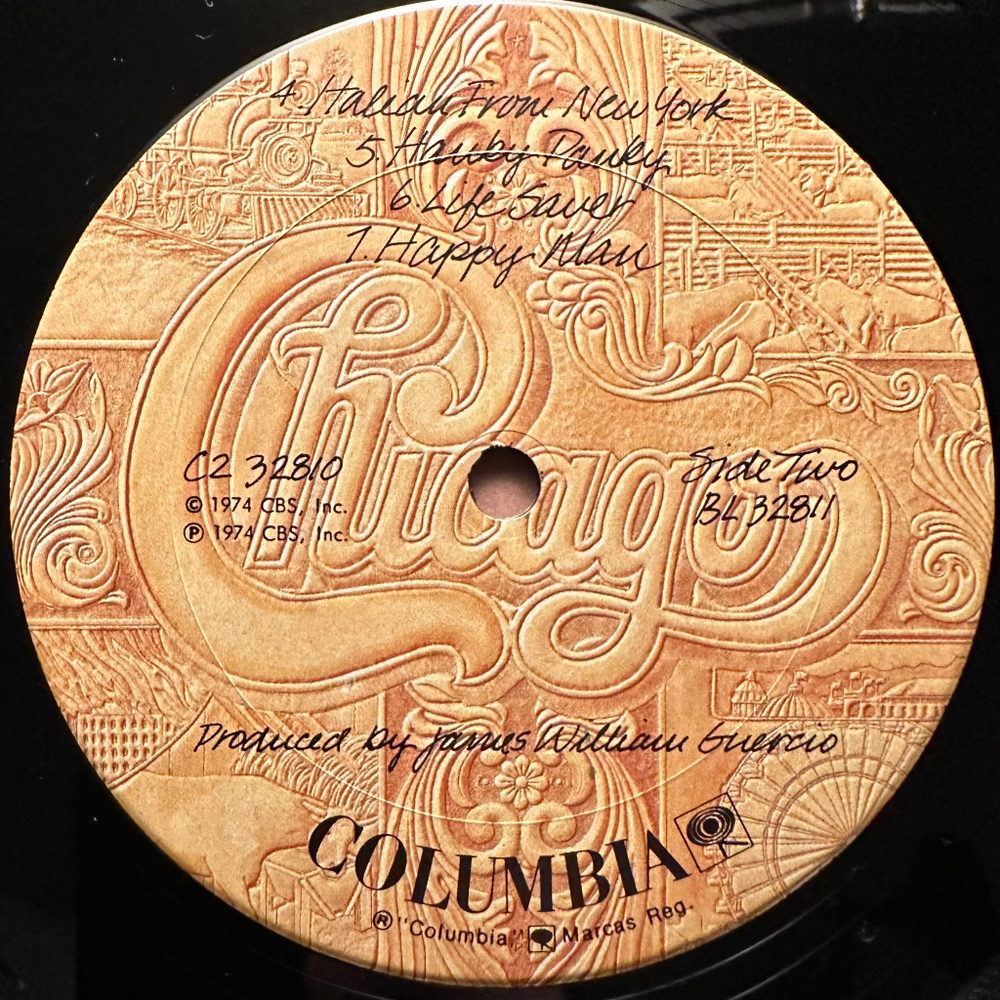 4. Italian From New York
5. Hanky Panky
6. Life Saver
7. Happy Man
Chicago
C2 32810
© 1974 CBS, Inc.
℗ 1974 CBS, Inc.
Side Two
BL 32811
Produced by James William Guercio
COLUMBIA
® "Columbia" Marcas Reg.